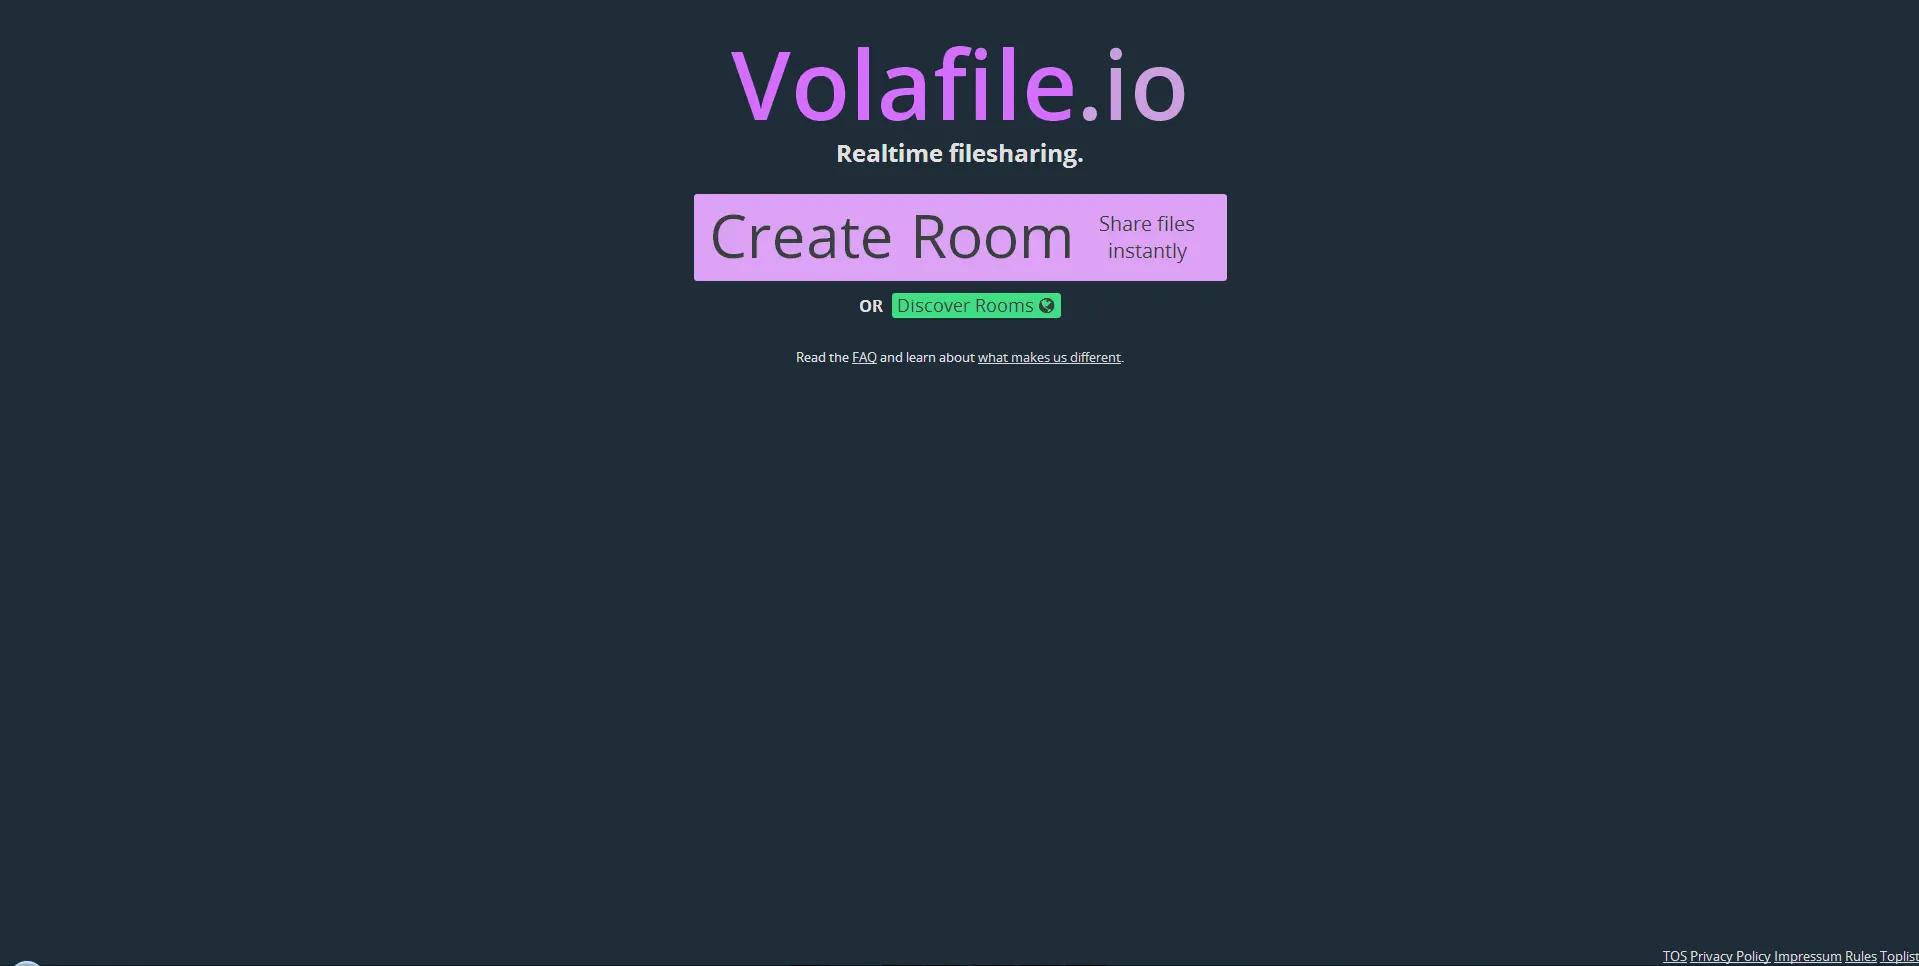 Volafile.io
Realtime filesharing.
Create Room
Share files
instantly
OR Discover Rooms
Read the FAQ and learn about what makes us different.
TOS Privacy Policy Impressum Rules Toplist